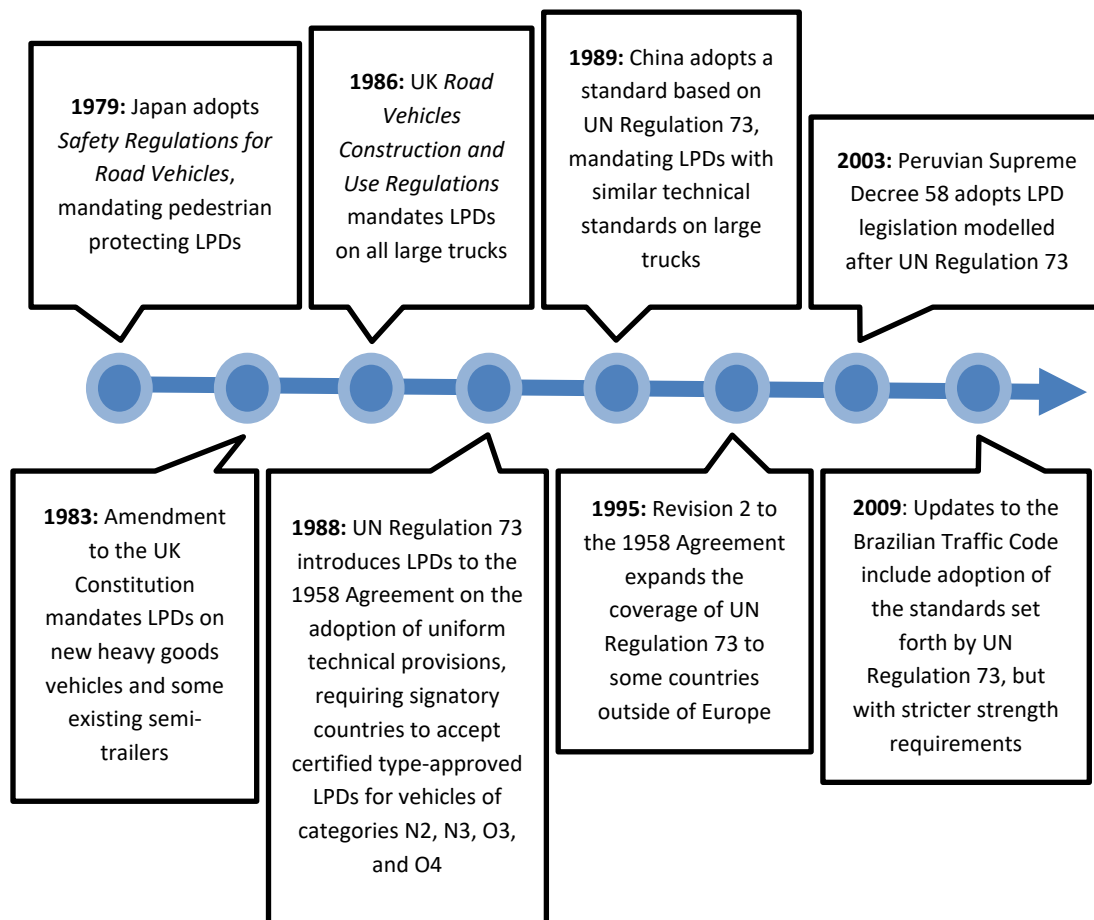 1979: Japan adopts
Safety Regulations for
Road Vehicles,
mandating pedestrian
protecting LPDs
1986: UK Road
Vehicles
Construction and
Use Regulations
mandates LPDs
on all large trucks
1989: China adopts a
standard based on
UN Regulation 73,
mandating LPDs with
similar technical
standards on large
trucks
2003: Peruvian Supreme
Decree 58 adopts LPD
legislation modelled
after UN Regulation 73
1983: Amendment
to the UK
Constitution
mandates LPDs on
new heavy goods
vehicles and some
existing semi-
trailers
1988: UN Regulation 73
introduces LPDs to the
1958 Agreement on the
adoption of uniform
technical provisions,
requiring signatory
countries to accept
certified type-approved
LPDs for vehicles of
categories N2, N3, O3,
and O4
1995: Revision 2 to
the 1958 Agreement
expands the
coverage of UN
Regulation 73 to
some countries
outside of Europe
2009: Updates to the
Brazilian Traffic Code
include adoption of
the standards set
forth by UN
Regulation 73, but
with stricter strength
requirements